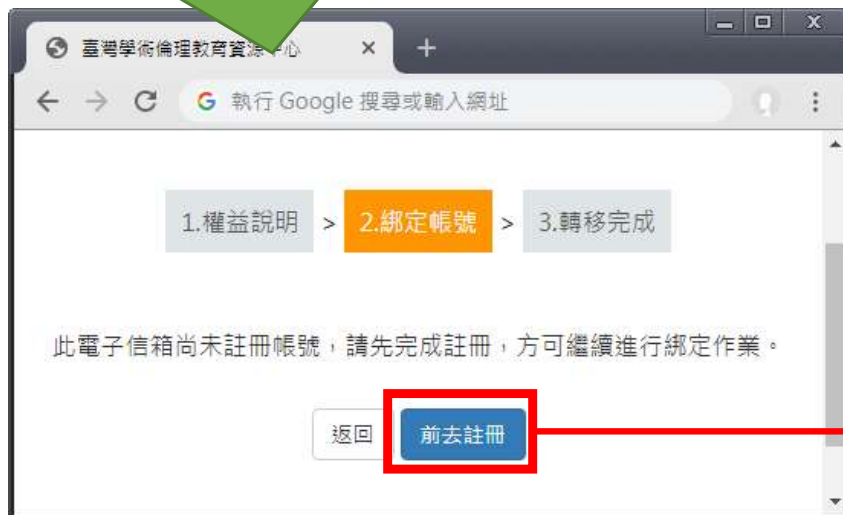 臺灣學術倫理教育資源中心
執行 Google 搜尋或輸入網址
1.權益說明 > 2.綁定帳號 > 3.轉移完成
此電子信箱尚未註冊帳號，請先完成註冊，方可繼續進行綁定作業。
返回 前去註冊